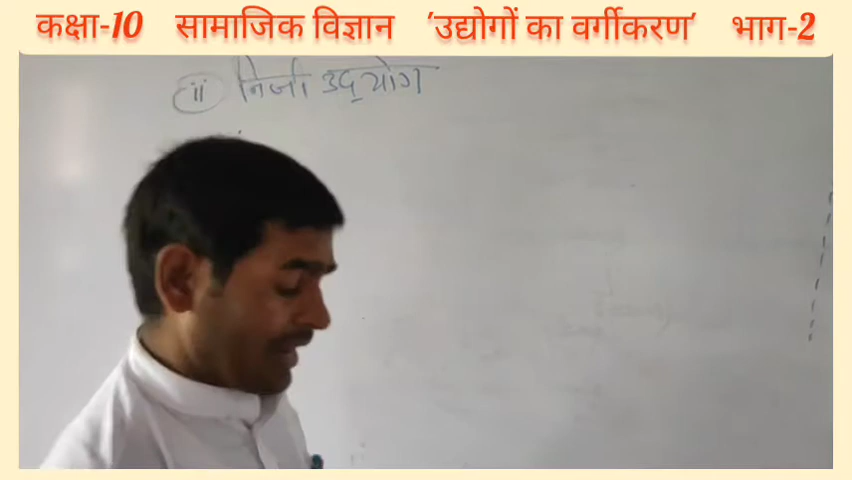 कक्षा-10 सामाजिक विज्ञान 'उद्योगों का वर्गीकरण' भाग-2
ii निजी उद्योग